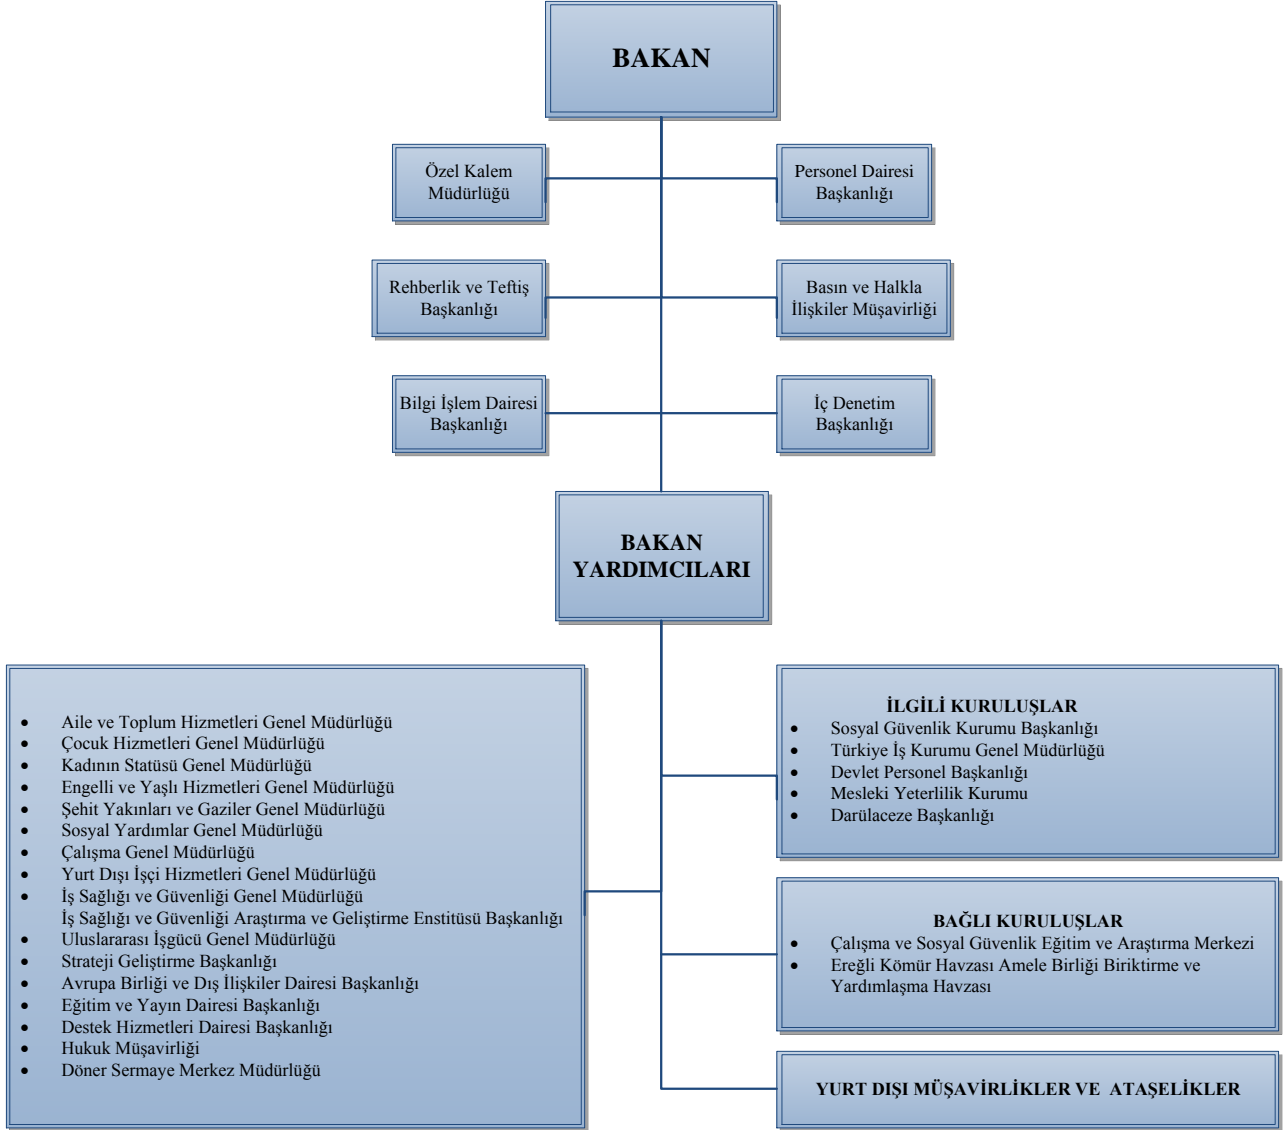 BAKAN
Özel Kalem
Müdürlüğü
Personel Dairesi
Başkanlığı
Rehberlik ve Teftiş
Başkanlığı
Basın ve Halkla
İlişkiler Müşavirliği
Bilgi İşlem Dairesi
Başkanlığı
İç Denetim
Başkanlığı
BAKAN
YARDIMCILARI
• Aile ve Toplum Hizmetleri Genel Müdürlüğü
• Çocuk Hizmetleri Genel Müdürlüğü
• Kadının Statüsü Genel Müdürlüğü
• Engelli ve Yaşlı Hizmetleri Genel Müdürlüğü
• Şehit Yakınları ve Gaziler Genel Müdürlüğü
• Sosyal Yardımlar Genel Müdürlüğü
• Çalışma Genel Müdürlüğü
• Yurt Dışı İşçi Hizmetleri Genel Müdürlüğü
• İş Sağlığı ve Güvenliği Genel Müdürlüğü
İş Sağlığı ve Güvenliği Araştırma ve Geliştirme Enstitüsü Başkanlığı
• Uluslararası İşgücü Genel Müdürlüğü
• Strateji Geliştirme Başkanlığı
• Avrupa Birliği ve Dış İlişkiler Dairesi Başkanlığı
• Eğitim ve Yayın Dairesi Başkanlığı
• Destek Hizmetleri Dairesi Başkanlığı
• Hukuk Müşavirliği
• Döner Sermaye Merkez Müdürlüğü
İLGİLİ KURULUŞLAR
• Sosyal Güvenlik Kurumu Başkanlığı
• Türkiye İş Kurumu Genel Müdürlüğü
• Devlet Personel Başkanlığı
• Mesleki Yeterlilik Kurumu
• Darülaceze Başkanlığı
BAĞLI KURULUŞLAR
• Çalışma ve Sosyal Güvenlik Eğitim ve Araştırma Merkezi
• Ereğli Kömür Havzası Amele Birliği Biriktirme ve
Yardımlaşma Havzası
YURT DIŞI MÜŞAVİRLİKLER VE ATAŞELİKLER